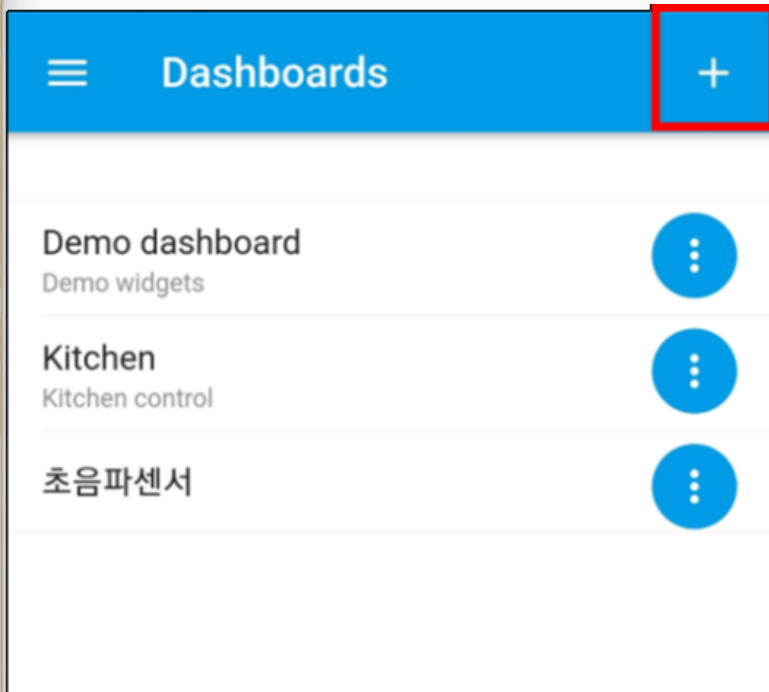 Dashboards
Demo dashboard
Demo widgets
Kitchen
Kitchen control
초음파센서